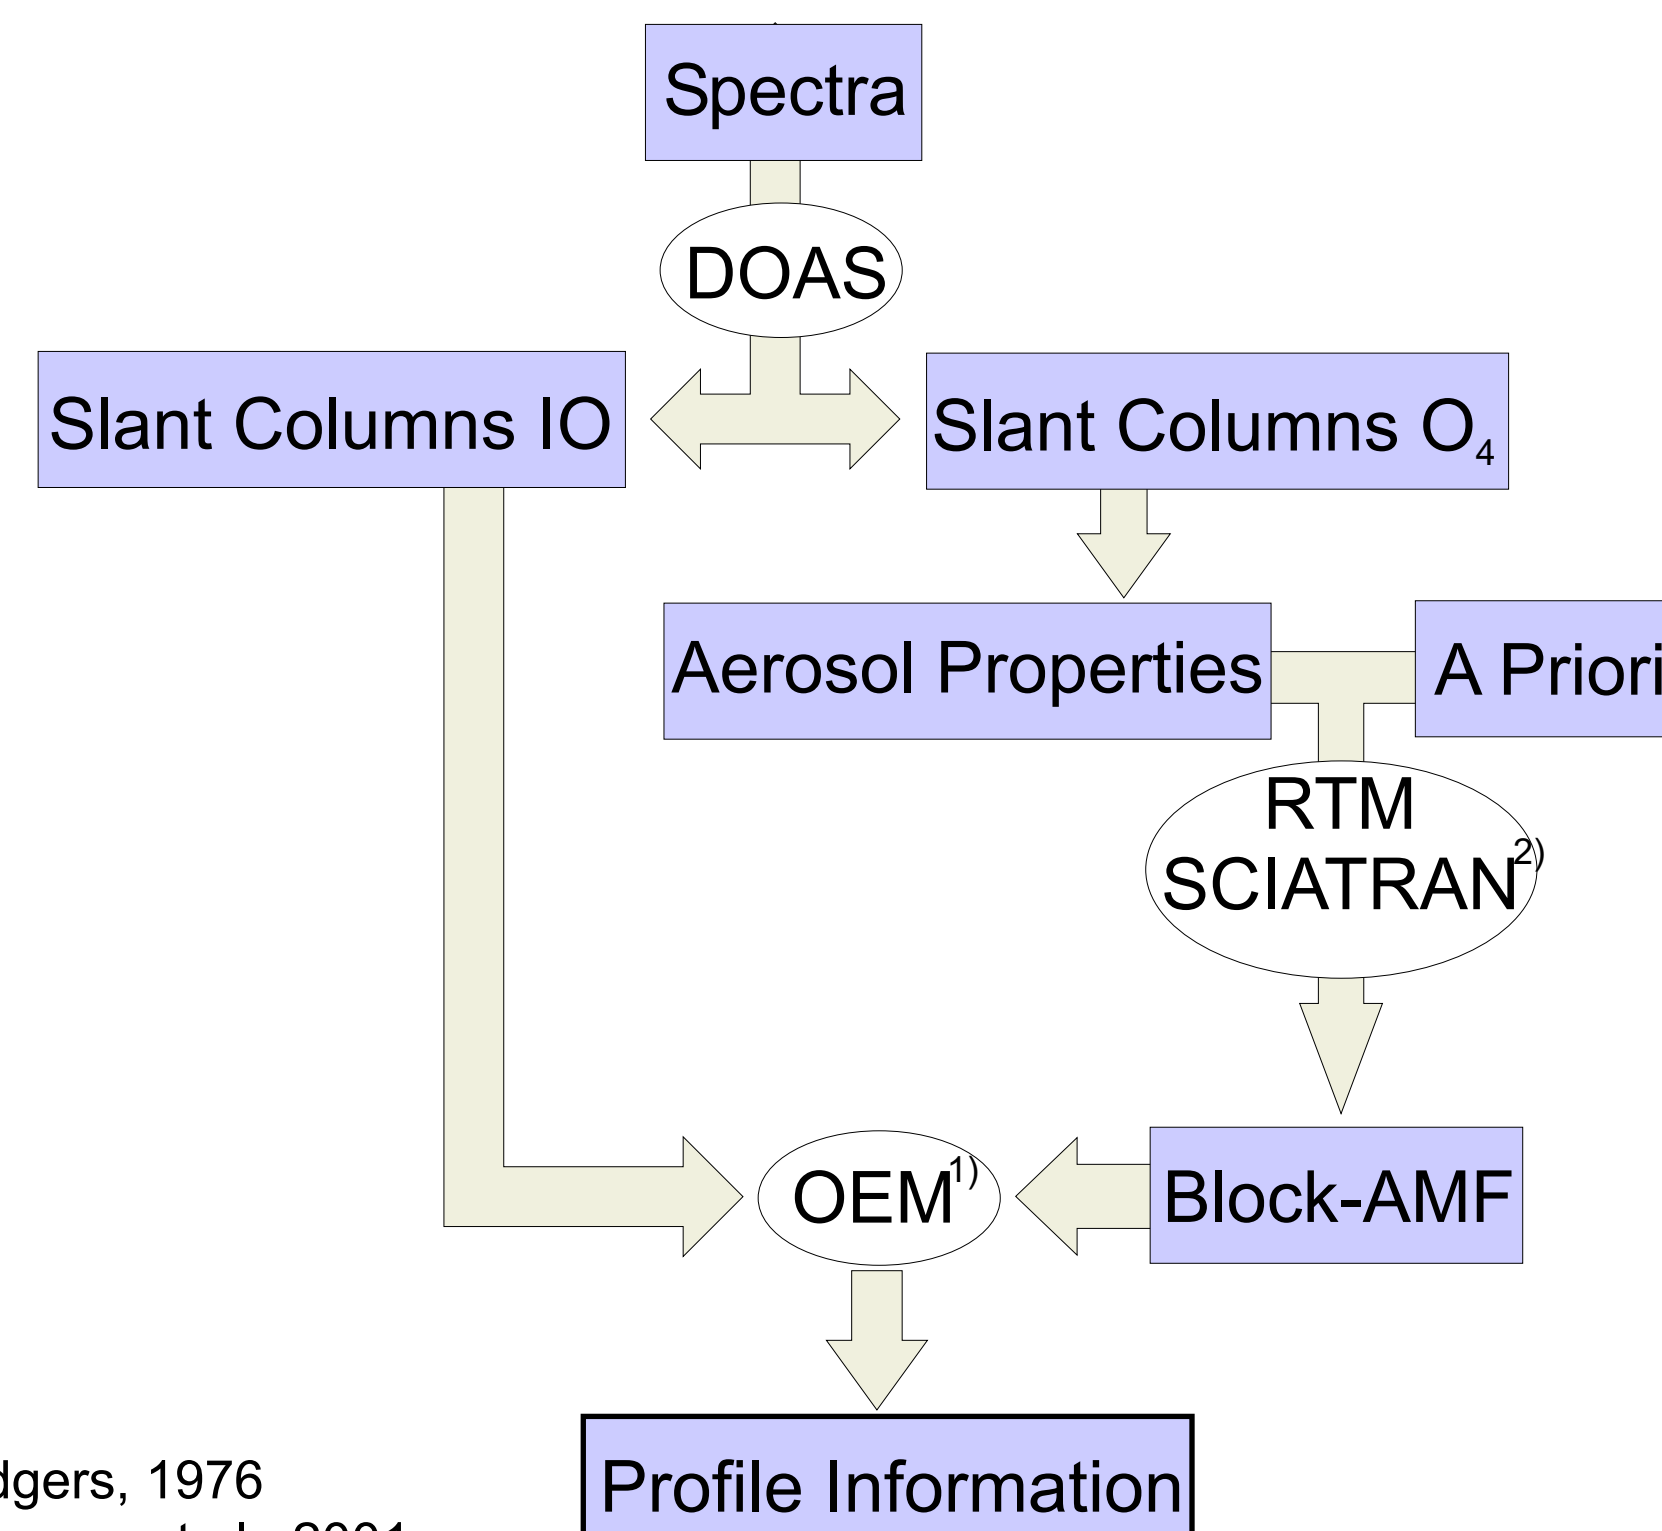 Spectra
DOAS
Slant Columns IO
Slant Columns O₄
Aerosol Properties
A Priori
RTM
SCIATRAN²⁾
OEM¹⁾
Block-AMF
Profile Information
dgers, 1976
2001